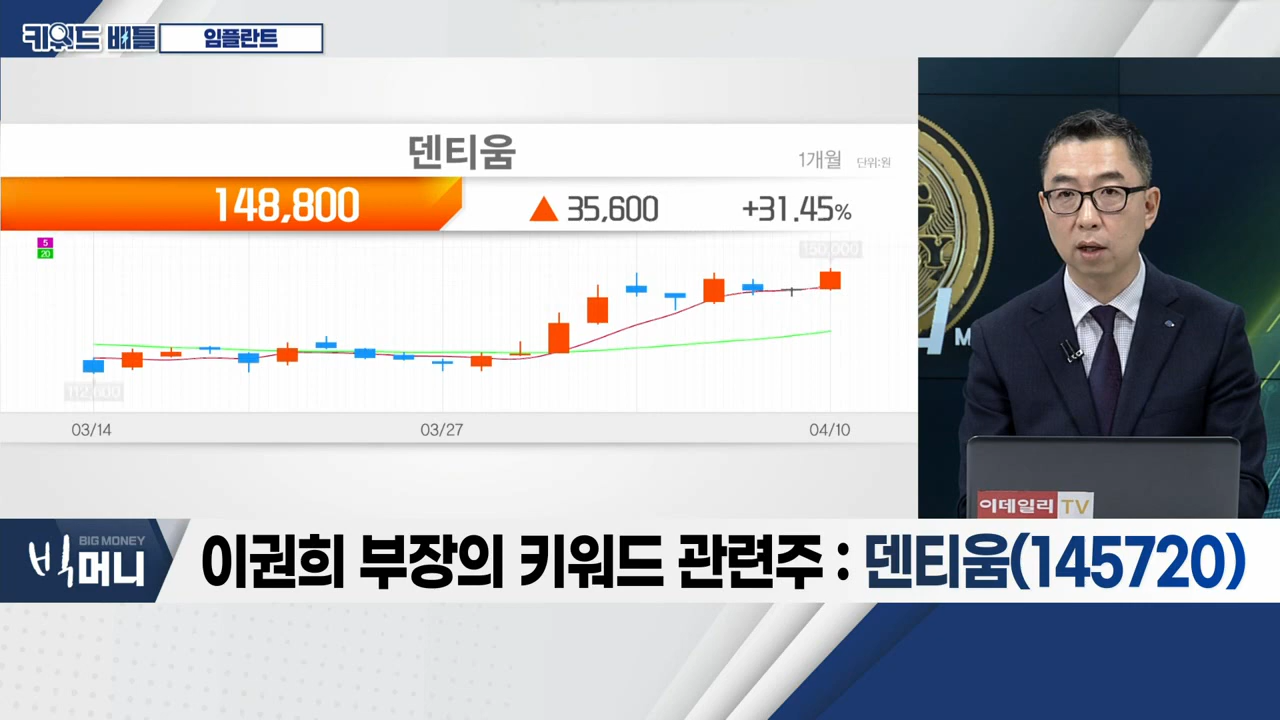 키워드 배틀
임플란트
덴티움
1개월 단위:원
148,800 ▲ 35,600 +31.45%
5
20
150,000
112,600
03/14 03/27 04/10
이데일리 TV
빅머니 BIG MONEY
이권희 부장의 키워드 관련주 : 덴티움(145720)